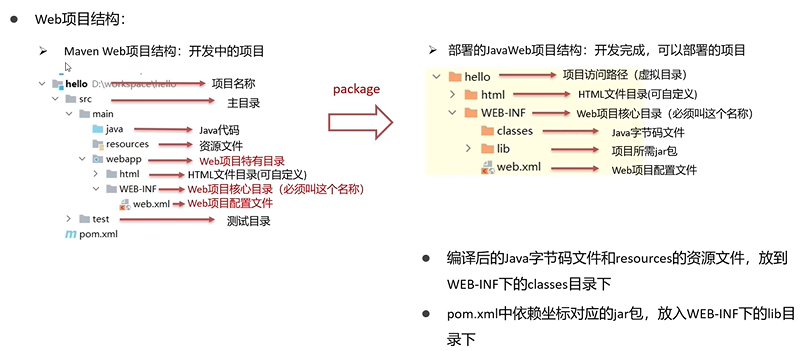 Web项目结构：
Maven Web项目结构：开发中的项目
hello D:\workspace\hello 项目名称
src 主目录
main
java Java代码
resources 资源文件
webapp Web项目特有目录
html HTML文件目录(可自定义)
WEB-INF Web项目核心目录（必须叫这个名称）
web.xml Web项目配置文件
test 测试目录
pom.xml
package
部署的JavaWeb项目结构：开发完成，可以部署的项目
hello 项目访问路径（虚拟目录）
html HTML文件目录(可自定义)
WEB-INF Web项目核心目录（必须叫这个名称）
classes Java字节码文件
lib 项目所需jar包
web.xml Web项目配置文件
编译后的Java字节码文件和resources的资源文件，放到
WEB-INF下的classes目录下
pom.xml中依赖坐标对应的jar包，放入WEB-INF下的lib目
录下